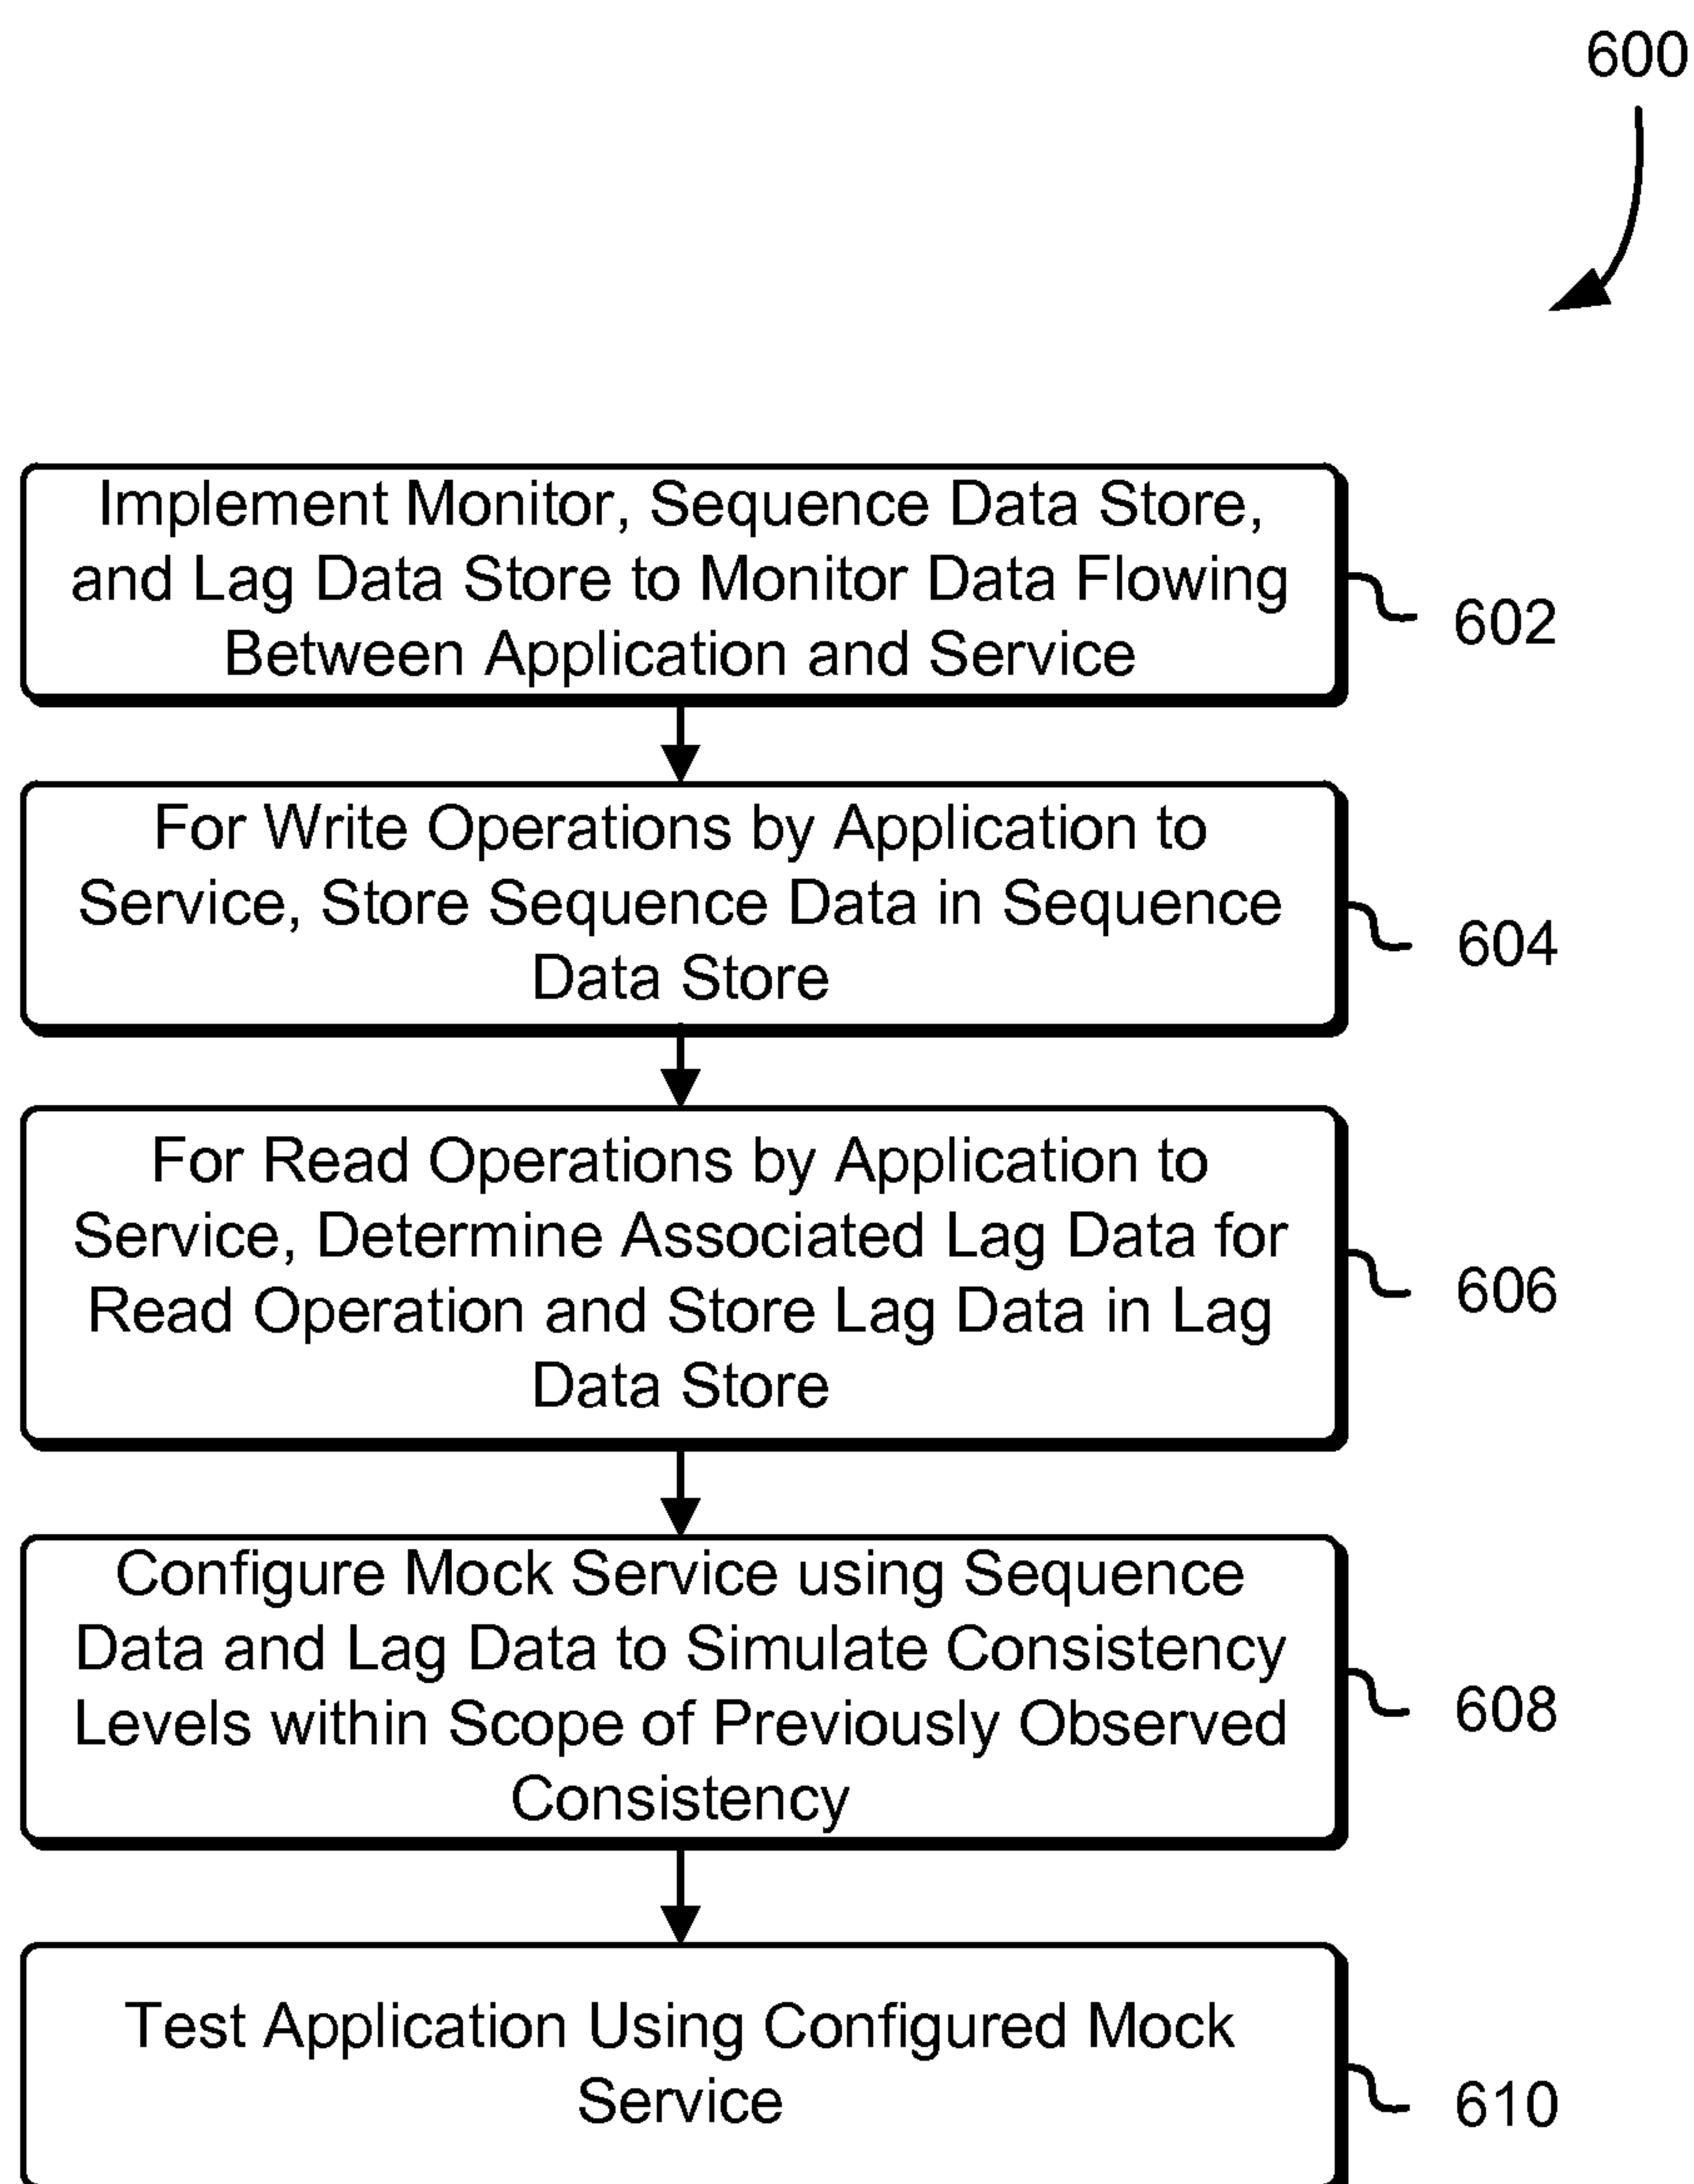 600
Implement Monitor, Sequence Data Store,
and Lag Data Store to Monitor Data Flowing
Between Application and Service
602
For Write Operations by Application to
Service, Store Sequence Data in Sequence
Data Store
604
For Read Operations by Application to
Service, Determine Associated Lag Data for
Read Operation and Store Lag Data in Lag
Data Store
606
Configure Mock Service using Sequence
Data and Lag Data to Simulate Consistency
Levels within Scope of Previously Observed
Consistency
608
Test Application Using Configured Mock
Service
610